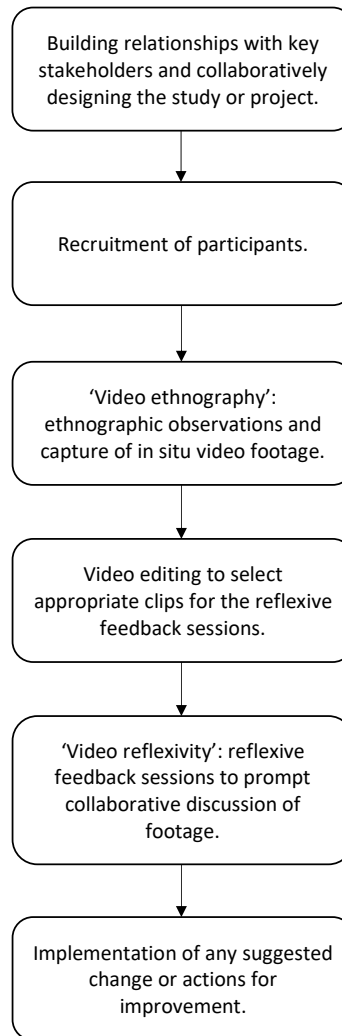 Building relationships with key
stakeholders and collaboratively
designing the study or project.
Recruitment of participants.
‘Video ethnography’:
ethnographic observations and
capture of in situ video footage.
Video editing to select
appropriate clips for the reflexive
feedback sessions.
‘Video reflexivity’: reflexive
feedback sessions to prompt
collaborative discussion of
footage.
Implementation of any suggested
change or actions for
improvement.